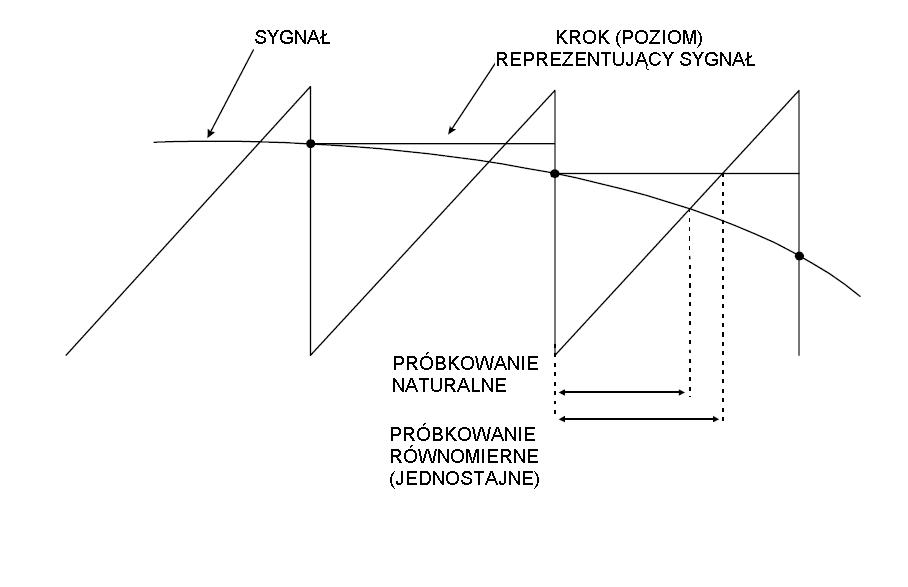 SYGNAŁ
KROK (POZIOM)
REPREZENTUJĄCY SYGNAŁ
PRÓBKOWANIE
NATURALNE
PRÓBKOWANIE
RÓWNOMIERNE
(JEDNOSTAJNE)